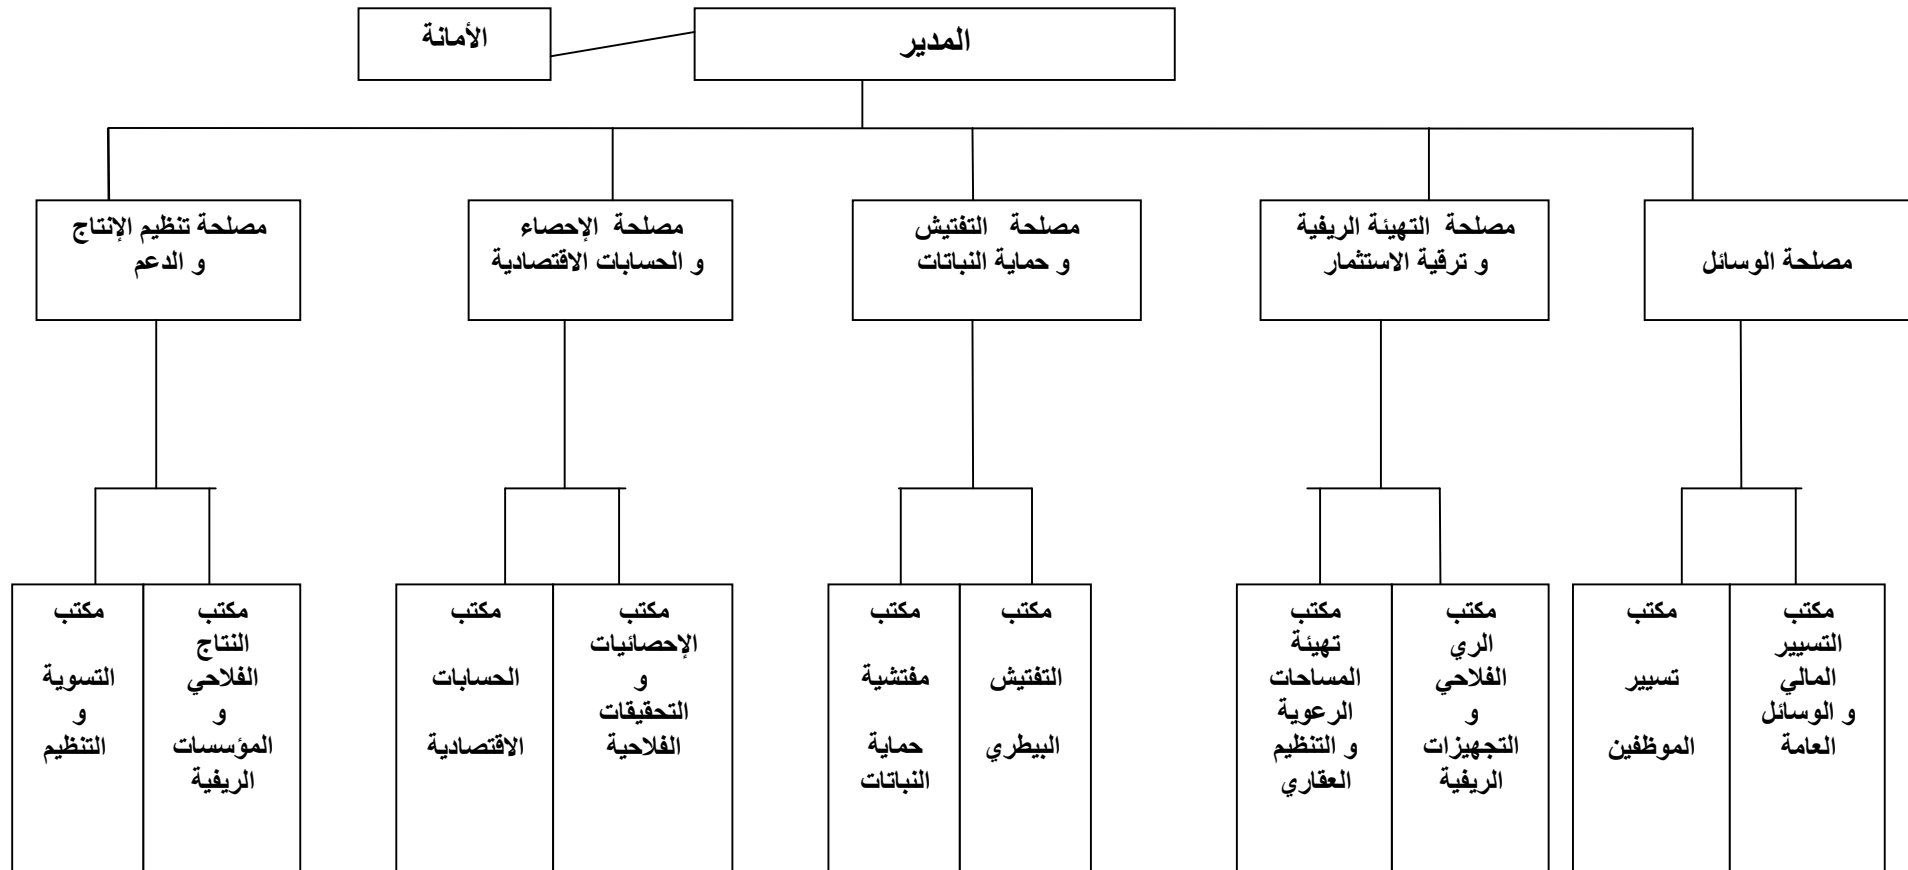 المدير
الأمانة
مصلحة الوسائل
مصلحة التهيئة الريفية
و ترقية الاستثمار
مصلحة التفتيش
و حماية النباتات
مصلحة الإحصاء
و الحسابات الاقتصادية
مصلحة تنظيم الإنتاج
و الدعم
مكتب
التسيير
المالي
و الوسائل
العامة
مكتب
تسيير
الموظفين
مكتب
الري
الفلاحي
و
التجهيزات
الريفية
مكتب
تهيئة
المساحات
الرعوية
و التنظيم
العقاري
مكتب
التفتيش
البيطري
مكتب
مفتشية
حماية
النباتات
مكتب
الإحصائيات
و
التحقيقات
الفلاحية
مكتب
الحسابات
الاقتصادية
مكتب
النتاج
الفلاحي
و
المؤسسات
الريفية
مكتب
التسوية
و
التنظيم